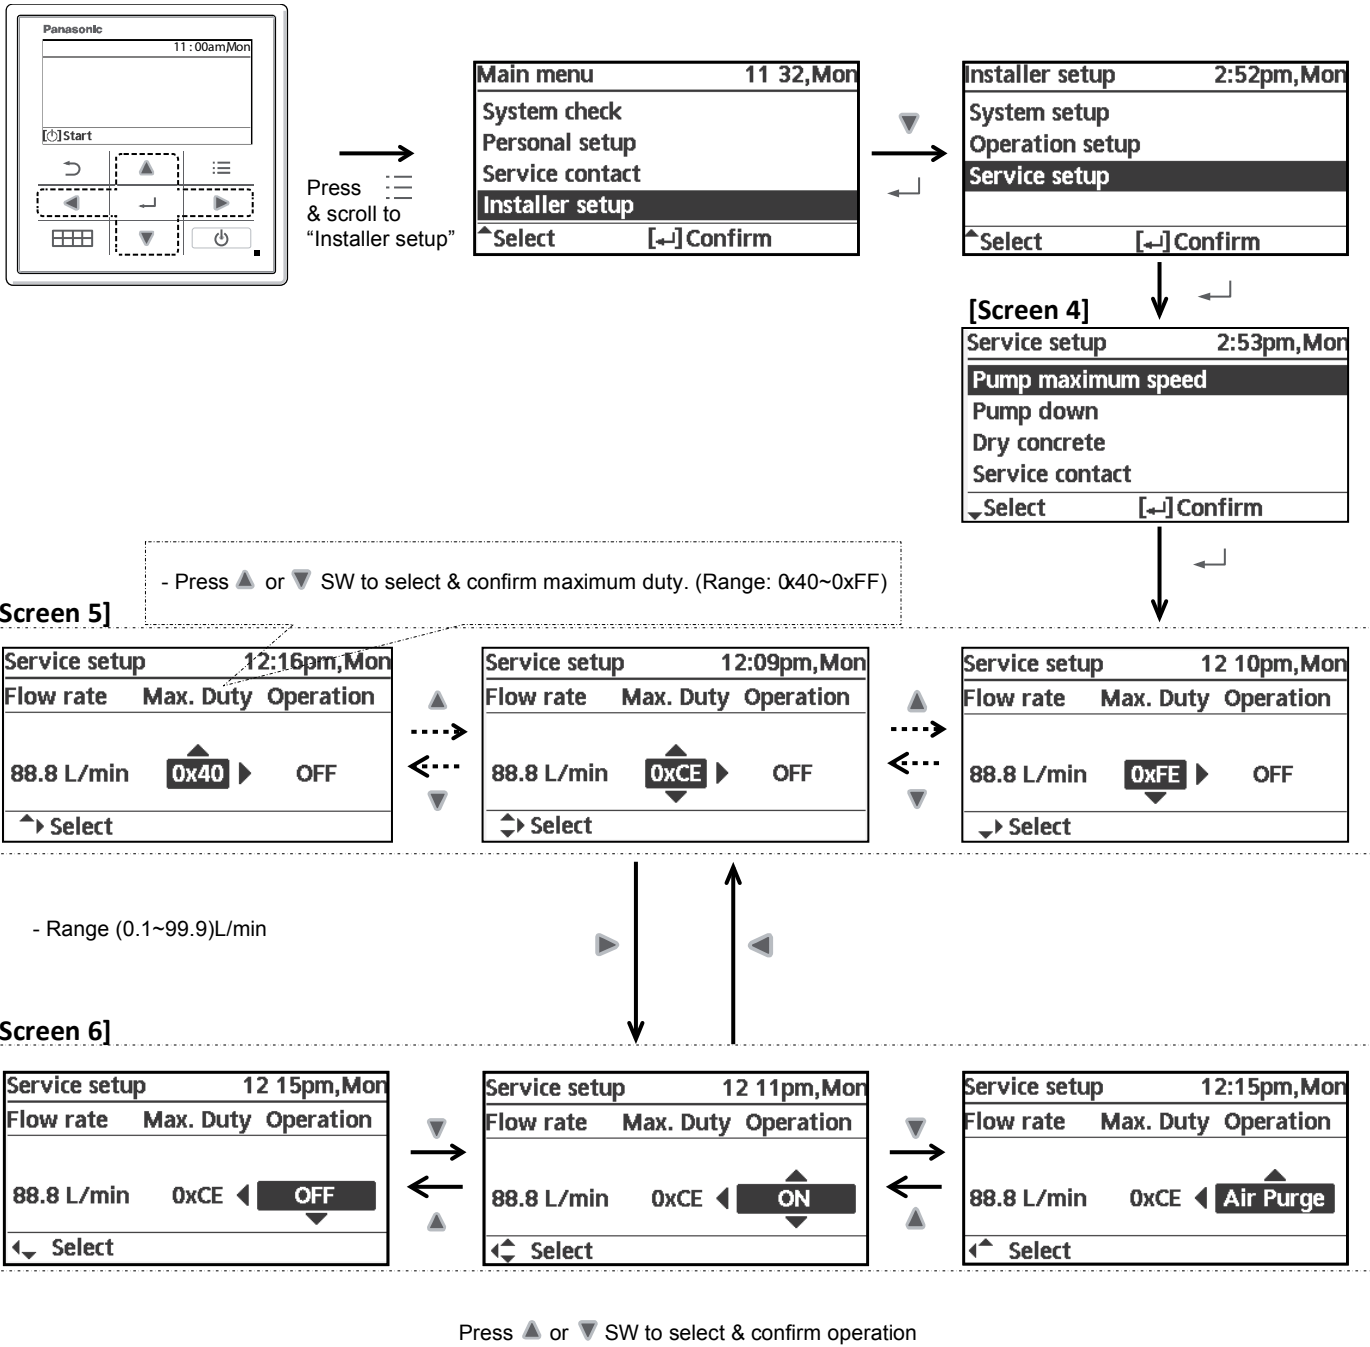 Panasonic
11:00am,Mon
[⏻]Start
Press
& scroll to
“Installer setup”
Main menu 11 32,Mon
System check
Personal setup
Service contact
Installer setup
Select [↵]Confirm
Installer setup 2:52pm,Mon
System setup
Operation setup
Service setup
Select [↵]Confirm
[Screen 4]
Service setup 2:53pm,Mon
Pump maximum speed
Pump down
Dry concrete
Service contact
Select [↵]Confirm
- Press ▲ or ▼ SW to select & confirm maximum duty. (Range: 0x40~0xFF)
Screen 5]
Service setup 12:16pm,Mon
Flow rate Max. Duty Operation
88.8 L/min 0x40 OFF
Select
Service setup 12:09pm,Mon
Flow rate Max. Duty Operation
88.8 L/min 0xCE OFF
Select
Service setup 12 10pm,Mon
Flow rate Max. Duty Operation
88.8 L/min 0xFE OFF
Select
- Range (0.1~99.9)L/min
Screen 6]
Service setup 12 15pm,Mon
Flow rate Max. Duty Operation
88.8 L/min 0xCE OFF
Select
Service setup 12 11pm,Mon
Flow rate Max. Duty Operation
88.8 L/min 0xCE ON
Select
Service setup 12:15pm,Mon
Flow rate Max. Duty Operation
88.8 L/min 0xCE Air Purge
Select
Press ▲ or ▼ SW to select & confirm operation